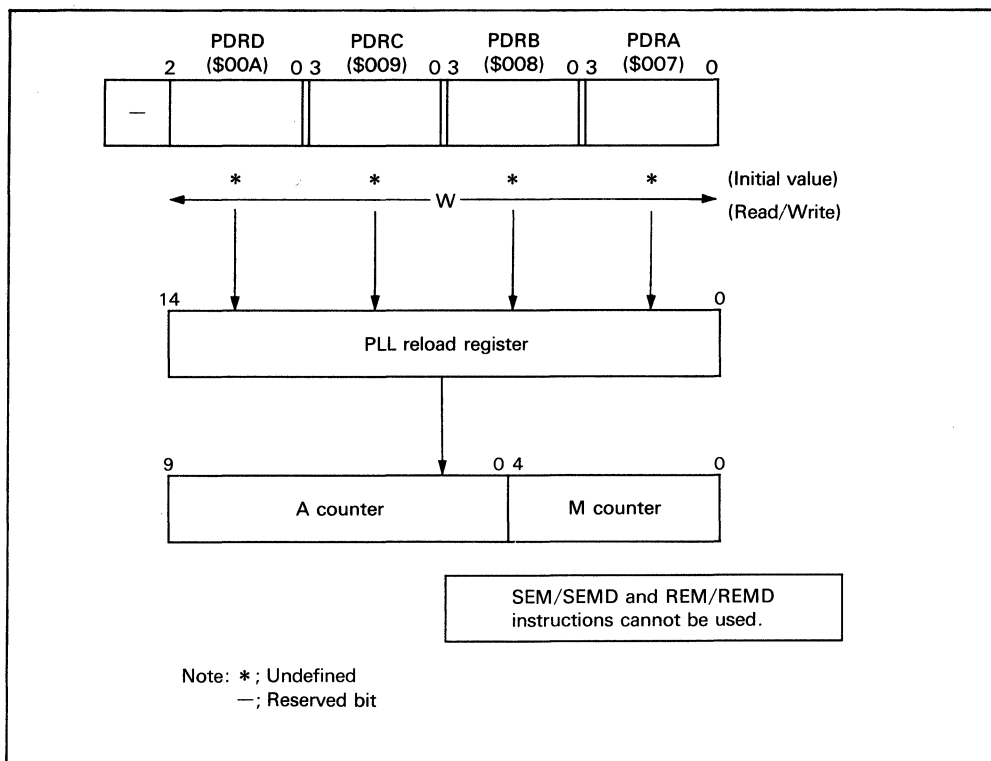 PDRD PDRC PDRB PDRA
2 ($00A) 0 3 ($009) 0 3 ($008) 0 3 ($007) 0
—
* * * * (Initial value)
W
(Read/Write)
14 0
PLL reload register
9 0 4 0
A counter M counter
SEM/SEMD and REM/REMD
instructions cannot be used.
Note: * ; Undefined
—; Reserved bit